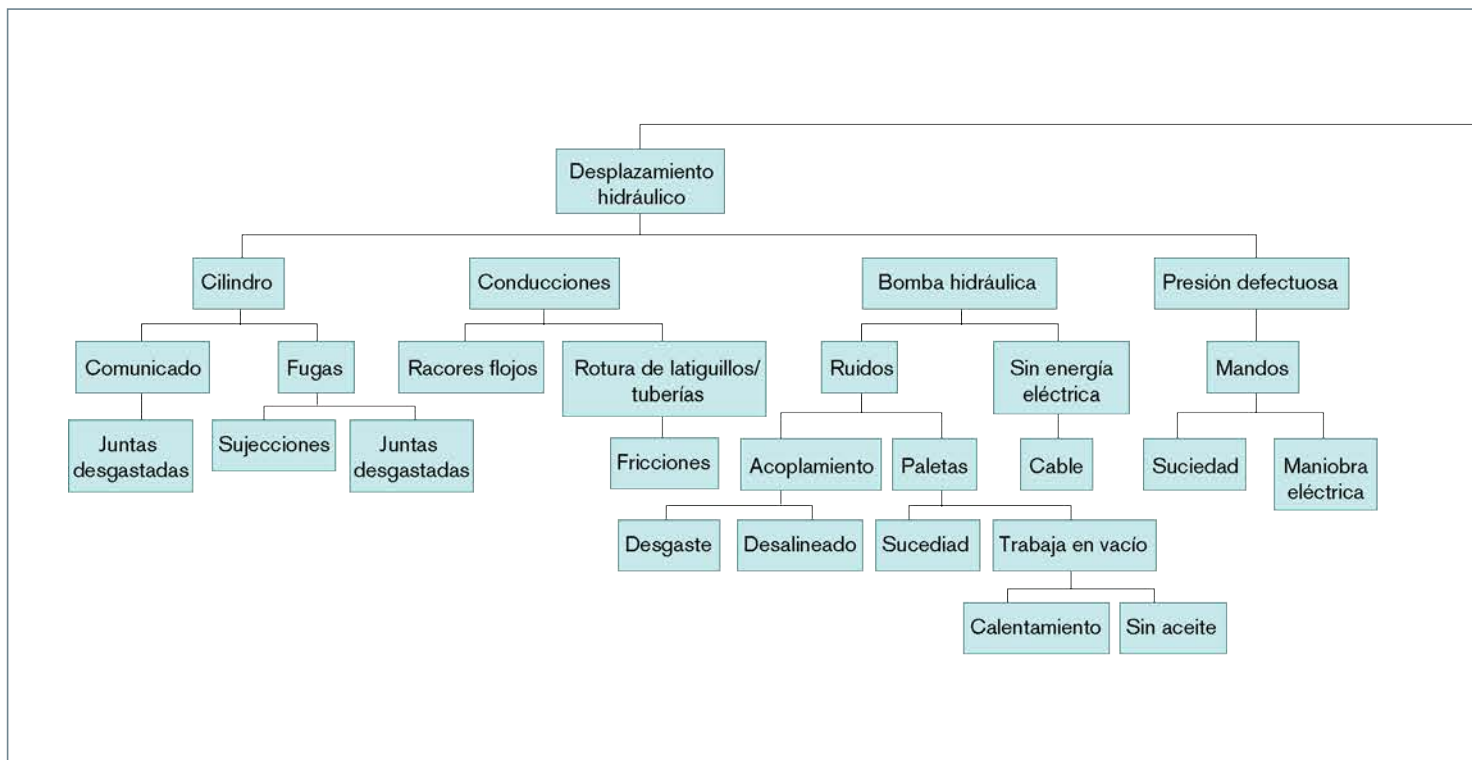 Desplazamiento
hidráulico
Cilindro
Conducciones
Bomba hidráulica
Presión defectuosa
Comunicado
Fugas
Racores flojos
Rotura de latiguillos/
tuberías
Ruidos
Sin energía
eléctrica
Mandos
Juntas
desgastadas
Sujecciones
Juntas
desgastadas
Fricciones
Acoplamiento
Paletas
Cable
Suciedad
Maniobra
eléctrica
Desgaste
Desalineado
Sucediad
Trabaja en vacío
Calentamiento
Sin aceite